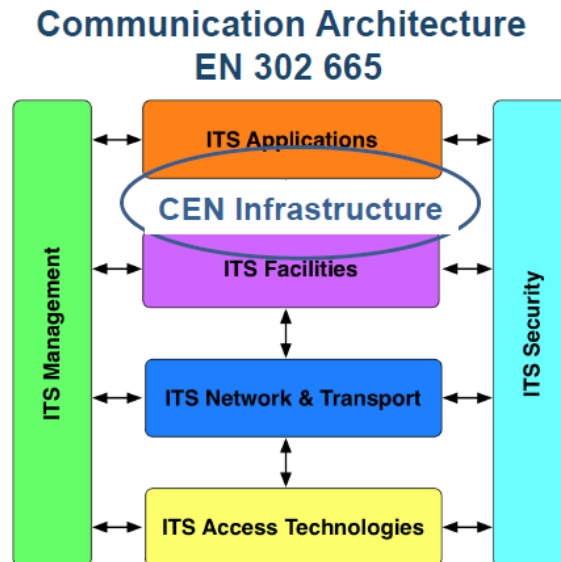 Communication Architecture
EN 302 665
ITS Applications
CEN Infrastructure
ITS Facilities
ITS Management
ITS Security
ITS Network & Transport
ITS Access Technologies